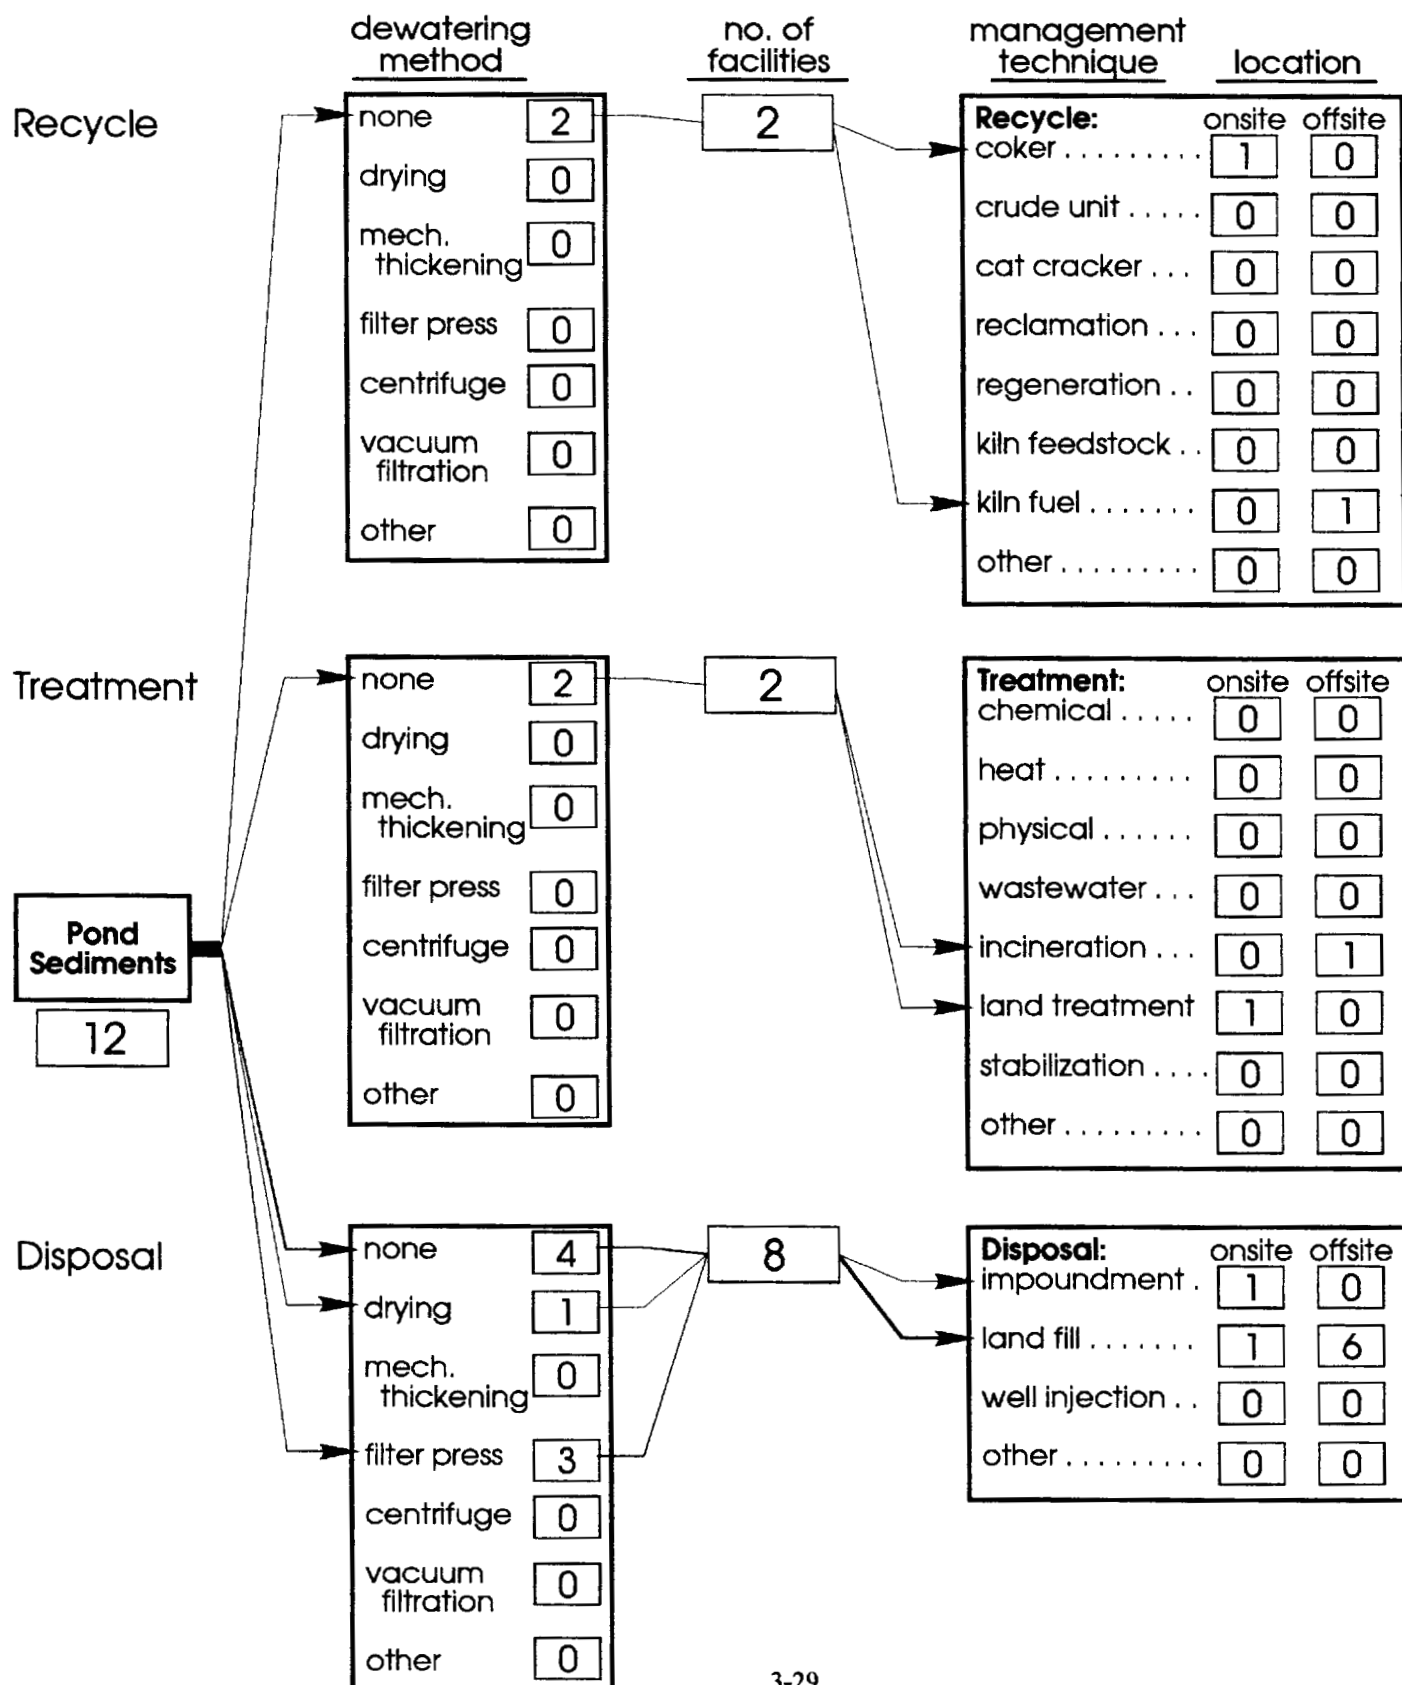 dewatering method
no. of facilities
management technique
location
Recycle
none 2
drying 0
mech. thickening 0
filter press 0
centrifuge 0
vacuum filtration 0
other 0
2
Recycle: onsite offsite
coker ......... 1 0
crude unit ..... 0 0
cat cracker ... 0 0
reclamation ... 0 0
regeneration .. 0 0
kiln feedstock .. 0 0
kiln fuel ....... 0 1
other ......... 0 0
Treatment
none 2
drying 0
mech. thickening 0
filter press 0
centrifuge 0
vacuum filtration 0
other 0
2
Treatment: onsite offsite
chemical ..... 0 0
heat ......... 0 0
physical ...... 0 0
wastewater ... 0 0
incineration ... 0 1
land treatment 1 0
stabilization .... 0 0
other ......... 0 0
Pond
Sediments
12
Disposal
none 4
drying 1
mech. thickening 0
filter press 3
centrifuge 0
vacuum filtration 0
other 0
8
Disposal: onsite offsite
impoundment . 1 0
land fill ....... 1 6
well injection .. 0 0
other ......... 0 0
3-29